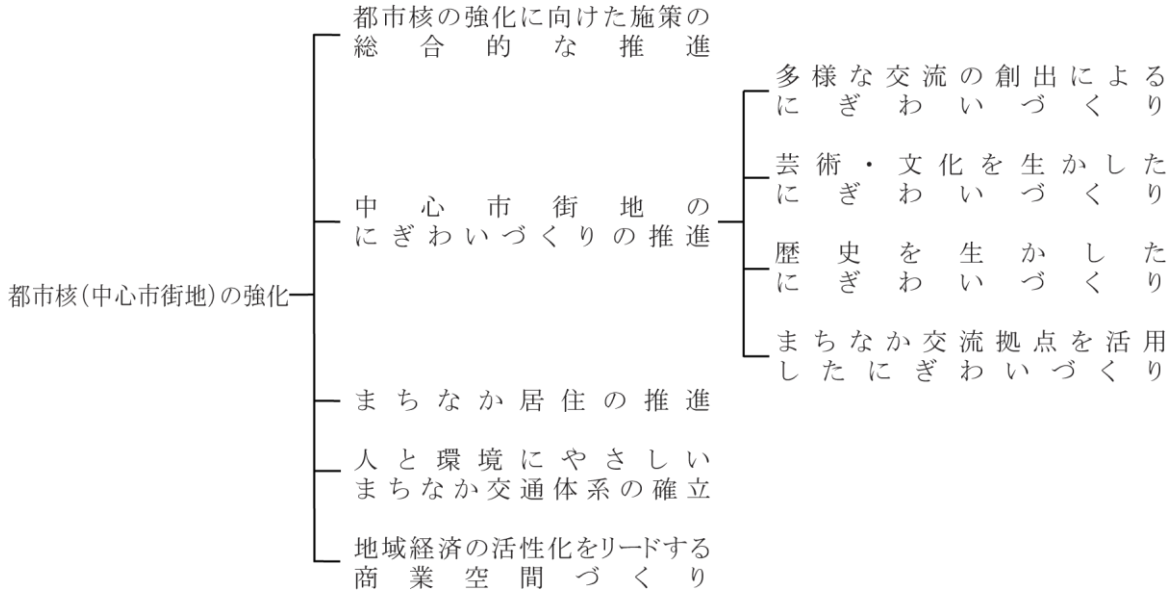 都市核(中心市街地)の強化
都市核の強化に向けた施策の
総合的な推進
中心市街地の
にぎわいづくりの推進
多様な交流の創出による
にぎわいづくり
芸術・文化を生かした
にぎわいづくり
歴史を生かした
にぎわいづくり
まちなか交流拠点を活用
したにぎわいづくり
まちなか居住の推進
人と環境にやさしい
まちなか交通体系の確立
地域経済の活性化をリードする
商業空間づくり